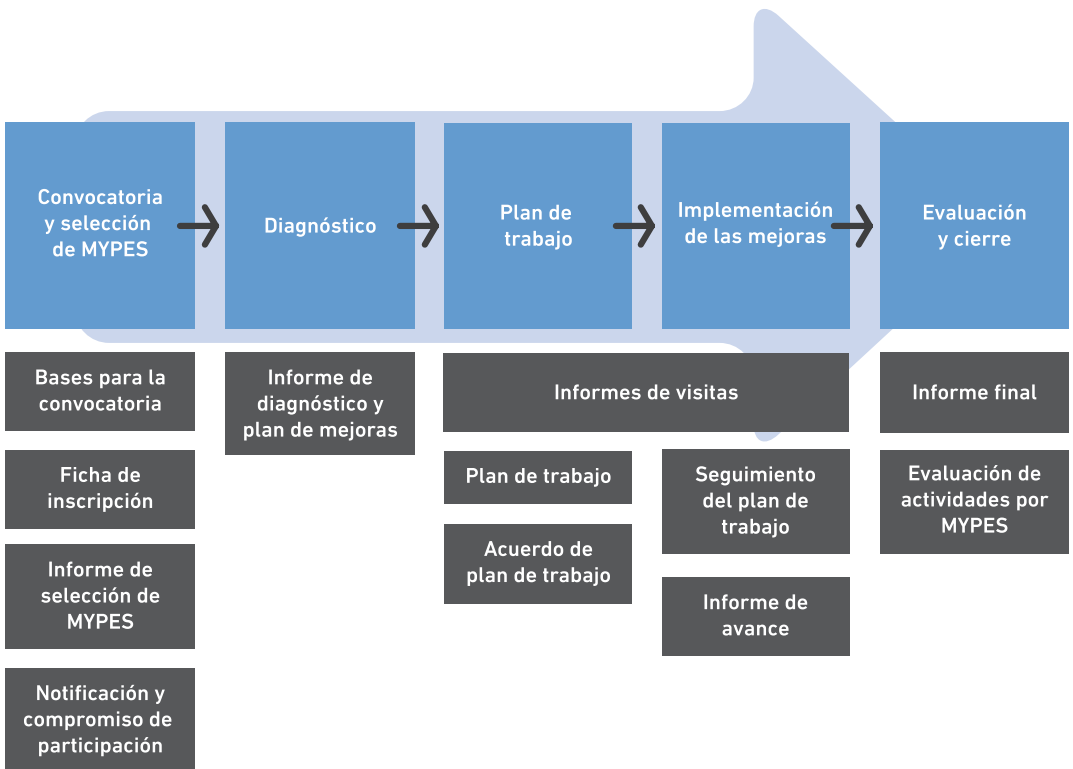 Convocatoria
y selección
de MYPES
Diagnóstico
Plan de
trabajo
Implementación
de las mejoras
Evaluación
y cierre
Bases para la
convocatoria
Ficha de
inscripción
Informe de
selección de
MYPES
Notificación y
compromiso de
participación
Informe de
diagnóstico y
plan de mejoras
Informes de visitas
Plan de trabajo
Acuerdo de
plan de trabajo
Seguimiento
del plan de
trabajo
Informe de
avance
Informe final
Evaluación de
actividades por
MYPES